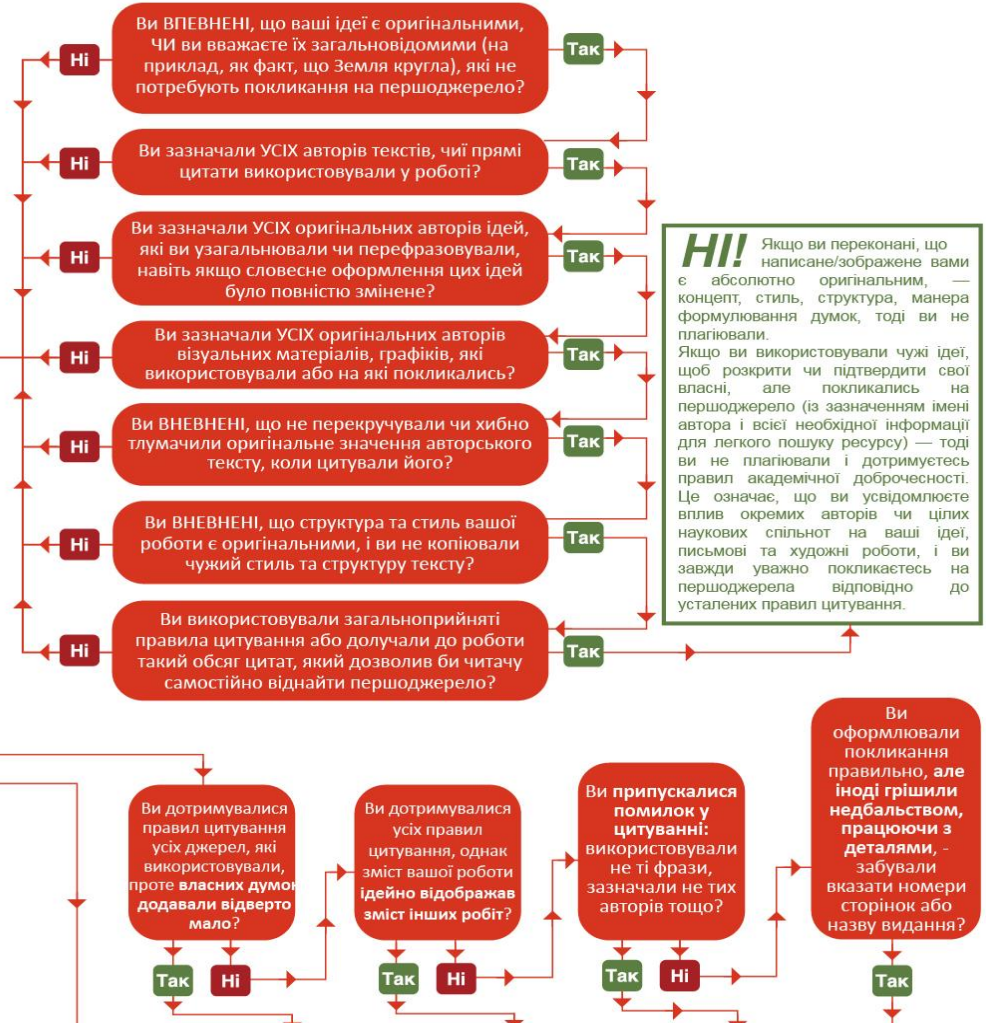 Ви ВПЕВНЕНІ, що ваші ідеї є оригінальними,
ЧИ ви вважаєте їх загальновідомими (на
приклад, як факт, що Земля кругла), які не
потребують покликання на першоджерело?
Ні
Так
Ви зазначали УСІХ авторів текстів, чиї прямі
цитати використовували у роботі?
Ні
Так
Ви зазначали УСІХ оригінальних авторів ідей,
які ви узагальнювали чи перефразовували,
навіть якщо словесне оформлення цих ідей
було повністю змінене?
Ні
Так
Ви зазначали УСІХ оригінальних авторів
візуальних матеріалів, графіків, які
використовували або на які покликались?
Ні
Так
Ви ВНЕВНЕНІ, що не перекручували чи хибно
тлумачили оригінальне значення авторського
тексту, коли цитували його?
Ні
Так
Ви ВНЕВНЕНІ, що структура та стиль вашої
роботи є оригінальними, і ви не копіювали
чужий стиль та структуру тексту?
Ні
Так
Ви використовували загальноприйняті
правила цитування або долучали до роботи
такий обсяг цитат, який дозволив би читачу
самостійно віднайти першоджерело?
Ні
Так
НІ! Якщо ви переконані, що
написане/зображене вами
є абсолютно оригінальним, —
концепт, стиль, структура, манера
формулювання думок, тоді ви не
плагіювали.
Якщо ви використовували чужі ідеї,
щоб розкрити чи підтвердити свої
власні, але покликались на
першоджерело (із зазначенням імені
автора і всієї необхідної інформації
для легкого пошуку ресурсу) — тоді
ви не плагіювали і дотримуєтесь
правил академічної доброчесності.
Це означає, що ви усвідомлюєте
вплив окремих авторів чи цілих
наукових спільнот на ваші ідеї,
письмові та художні роботи, і ви
завжди уважно покликаєтесь на
першоджерела відповідно до
усталених правил цитування.
Ви дотримувалися
правил цитування
усіх джерел, які
використовували,
проте власних думок
додавали відверто
мало?
Так
Ні
Ви дотримувалися
усіх правил
цитування, однак
зміст вашої роботи
ідейно відображав
зміст інших робіт?
Так
Ні
Ви припускалися
помилок у
цитуванні:
використовували
не ті фрази,
зазначали не тих
авторів тощо?
Так
Ні
Ви
оформлювали
покликання
правильно, але
іноді грішили
недбальством,
працюючи з
деталями, -
забували
вказати номери
сторінок або
назву видання?
Так